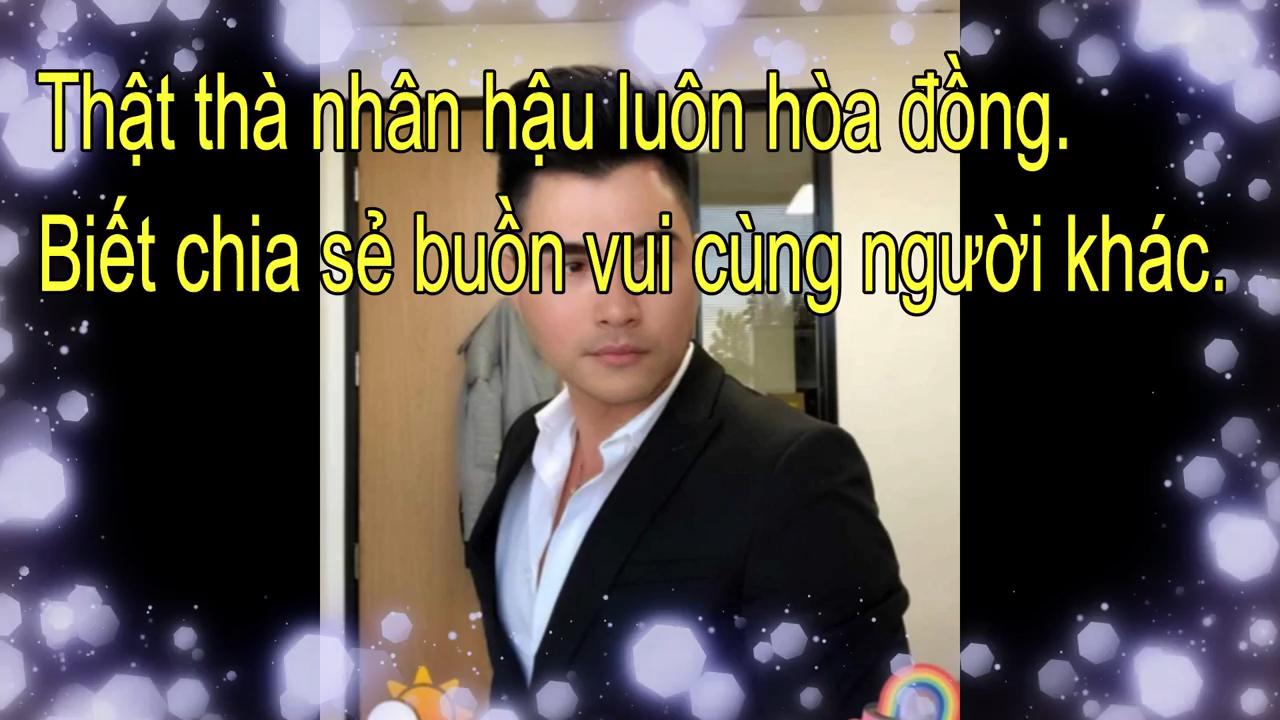 Thật thà nhân hậu luôn hòa đồng.
Biết chia sẻ buồn vui cùng người khác.